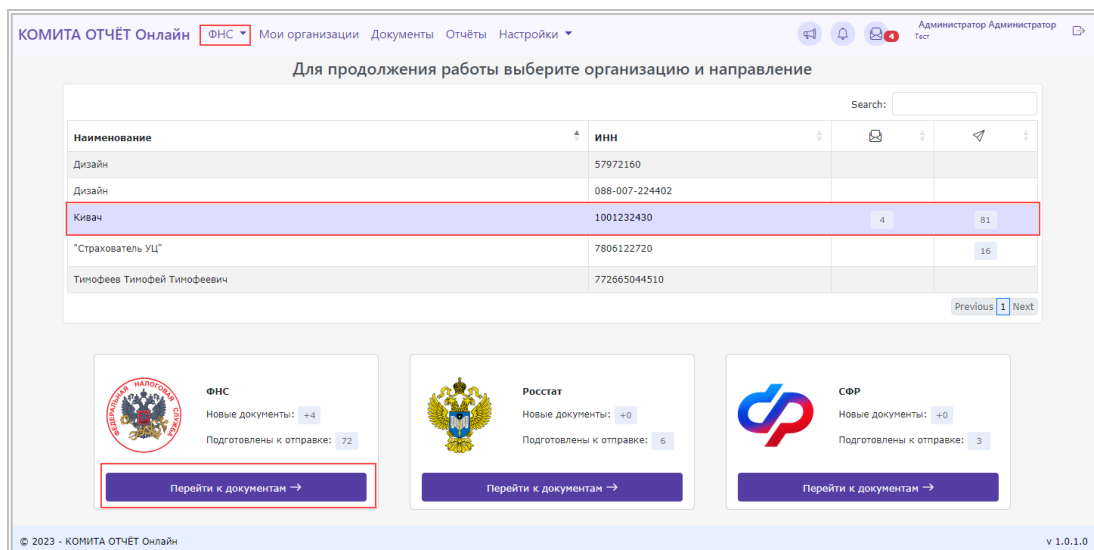 КОМИТА ОТЧЁТ Онлайн ФНС Мои организации Документы Отчёты Настройки 4 Администратор Администратор
Тест
Для продолжения работы выберите организацию и направление
Search:
Наименование ИНН
Дизайн 57972160
Дизайн 088-007-224402
Кивач 1001232430 4 81
"Страхователь УЦ" 7806122720 16
Тимофеев Тимофей Тимофеевич 772665044510
Previous 1 Next
ФЕДЕРАЛЬНАЯ НАЛОГОВАЯ СЛУЖБА
ФНС
Новые документы: +4
Подготовлены к отправке: 72
Перейти к документам →
Росстат
Новые документы: +0
Подготовлены к отправке: 6
Перейти к документам →
СФР
Новые документы: +0
Подготовлены к отправке: 3
Перейти к документам →
© 2023 - КОМИТА ОТЧЁТ Онлайн v 1.0.1.0